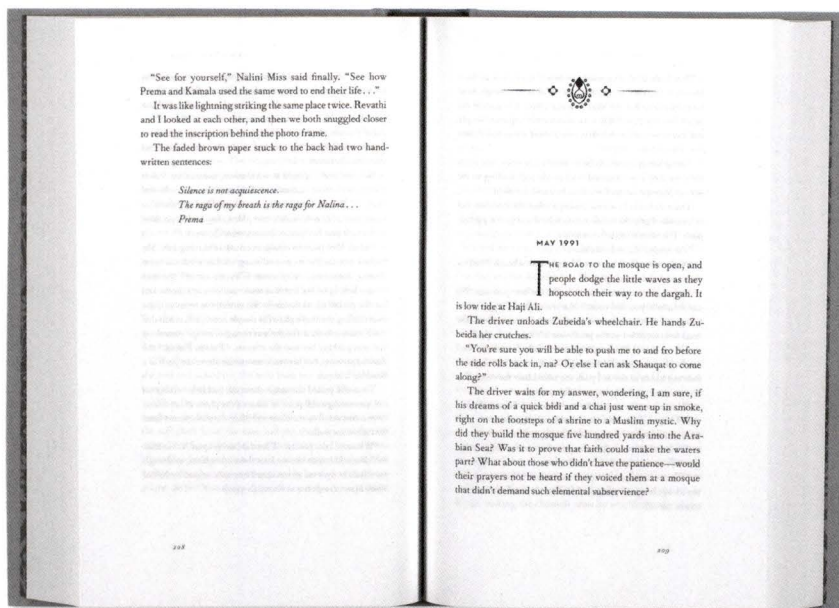 "See for yourself," Nalini Miss said finally. "See how
Prema and Kamala used the same word to end their life..."
It was like lightning striking the same place twice. Revathi
and I looked at each other, and then we both snuggled closer
to read the inscription behind the photo frame.
The faded brown paper stuck to the back had two hand-
written sentences:
Silence is not acquiescence.
The raga of my breath is the raga for Nalina...
Prema
208
MAY 1991
THE ROAD TO the mosque is open, and
people dodge the little waves as they
hopscotch their way to the dargah. It
is low tide at Haji Ali.
The driver unloads Zubeida's wheelchair. He hands Zu-
beida her crutches.
"You're sure you will be able to push me to and fro before
the tide rolls back in, na? Or else I can ask Shauqat to come
along?"
The driver waits for my answer, wondering, I am sure, if
his dreams of a quick bidi and a chai just went up in smoke,
right on the footsteps of a shrine to a Muslim mystic. Why
did they build the mosque five hundred yards into the Ara-
bian Sea? Was it to prove that faith could make the waters
part? What about those who didn't have the patience—would
their prayers not be heard if they voiced them at a mosque
that didn't demand such elemental subservience?
209